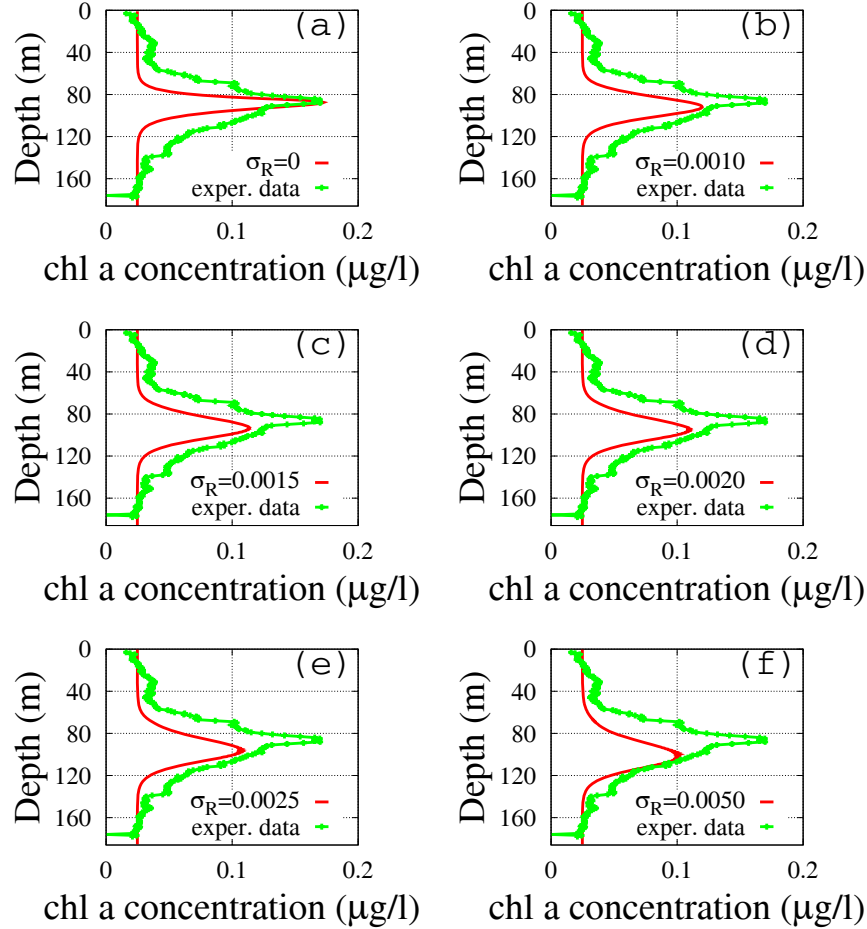 (a)
Depth (m)
0
40
80
120
160
σR=0
exper. data
0
0.1
0.2
chl a concentration (μg/l)
(b)
Depth (m)
0
40
80
120
160
σR=0.0010
exper. data
0
0.1
0.2
chl a concentration (μg/l)
(c)
Depth (m)
0
40
80
120
160
σR=0.0015
exper. data
0
0.1
0.2
chl a concentration (μg/l)
(d)
Depth (m)
0
40
80
120
160
σR=0.0020
exper. data
0
0.1
0.2
chl a concentration (μg/l)
(e)
Depth (m)
0
40
80
120
160
σR=0.0025
exper. data
0
0.1
0.2
chl a concentration (μg/l)
(f)
Depth (m)
0
40
80
120
160
σR=0.0050
exper. data
0
0.1
0.2
chl a concentration (μg/l)